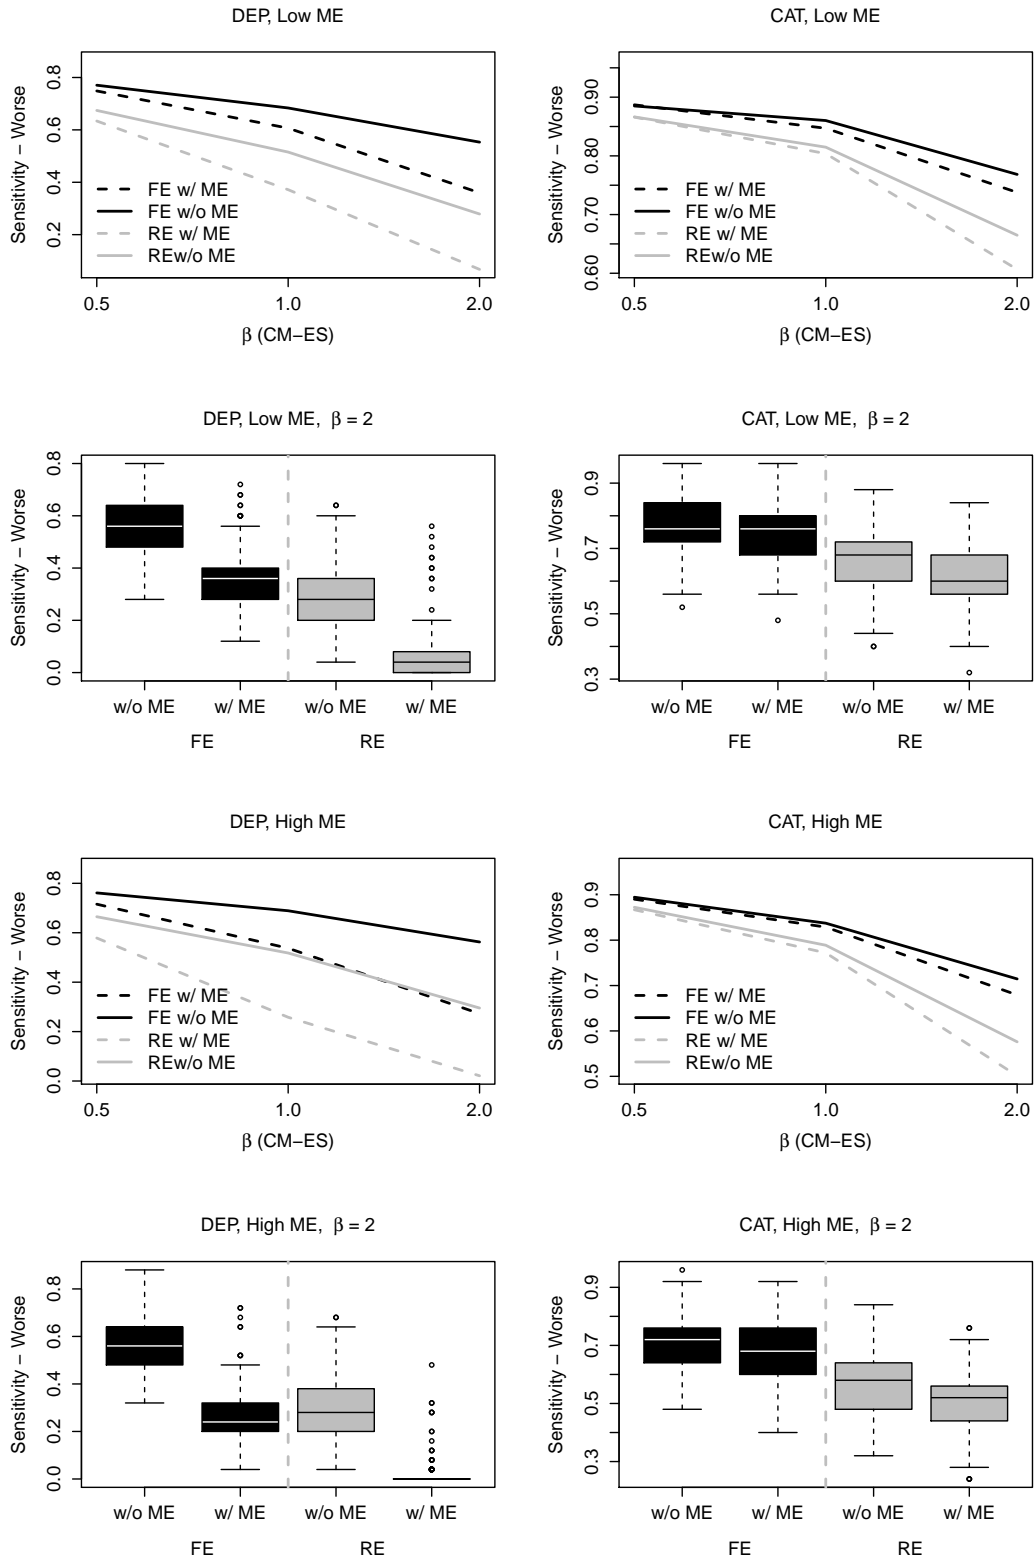 DEP, Low ME
Sensitivity − Worse
0.8
0.6
0.4
0.2
FE w/ ME
FE w/o ME
RE w/ ME
REw/o ME
0.5 1.0 2.0
β (CM−ES)
CAT, Low ME
Sensitivity − Worse
0.90
0.80
0.70
0.60
FE w/ ME
FE w/o ME
RE w/ ME
REw/o ME
0.5 1.0 2.0
β (CM−ES)
DEP, Low ME, β = 2
Sensitivity − Worse
0.8
0.6
0.4
0.2
0.0
w/o ME w/ ME w/o ME w/ ME
FE RE
CAT, Low ME, β = 2
Sensitivity − Worse
0.9
0.7
0.5
0.3
w/o ME w/ ME w/o ME w/ ME
FE RE
DEP, High ME
Sensitivity − Worse
0.8
0.6
0.4
0.2
0.0
FE w/ ME
FE w/o ME
RE w/ ME
REw/o ME
0.5 1.0 2.0
β (CM−ES)
CAT, High ME
Sensitivity − Worse
0.9
0.8
0.7
0.6
0.5
FE w/ ME
FE w/o ME
RE w/ ME
REw/o ME
0.5 1.0 2.0
β (CM−ES)
DEP, High ME, β = 2
Sensitivity − Worse
0.8
0.6
0.4
0.2
0.0
w/o ME w/ ME w/o ME w/ ME
FE RE
CAT, High ME, β = 2
Sensitivity − Worse
0.9
0.7
0.5
0.3
w/o ME w/ ME w/o ME w/ ME
FE RE